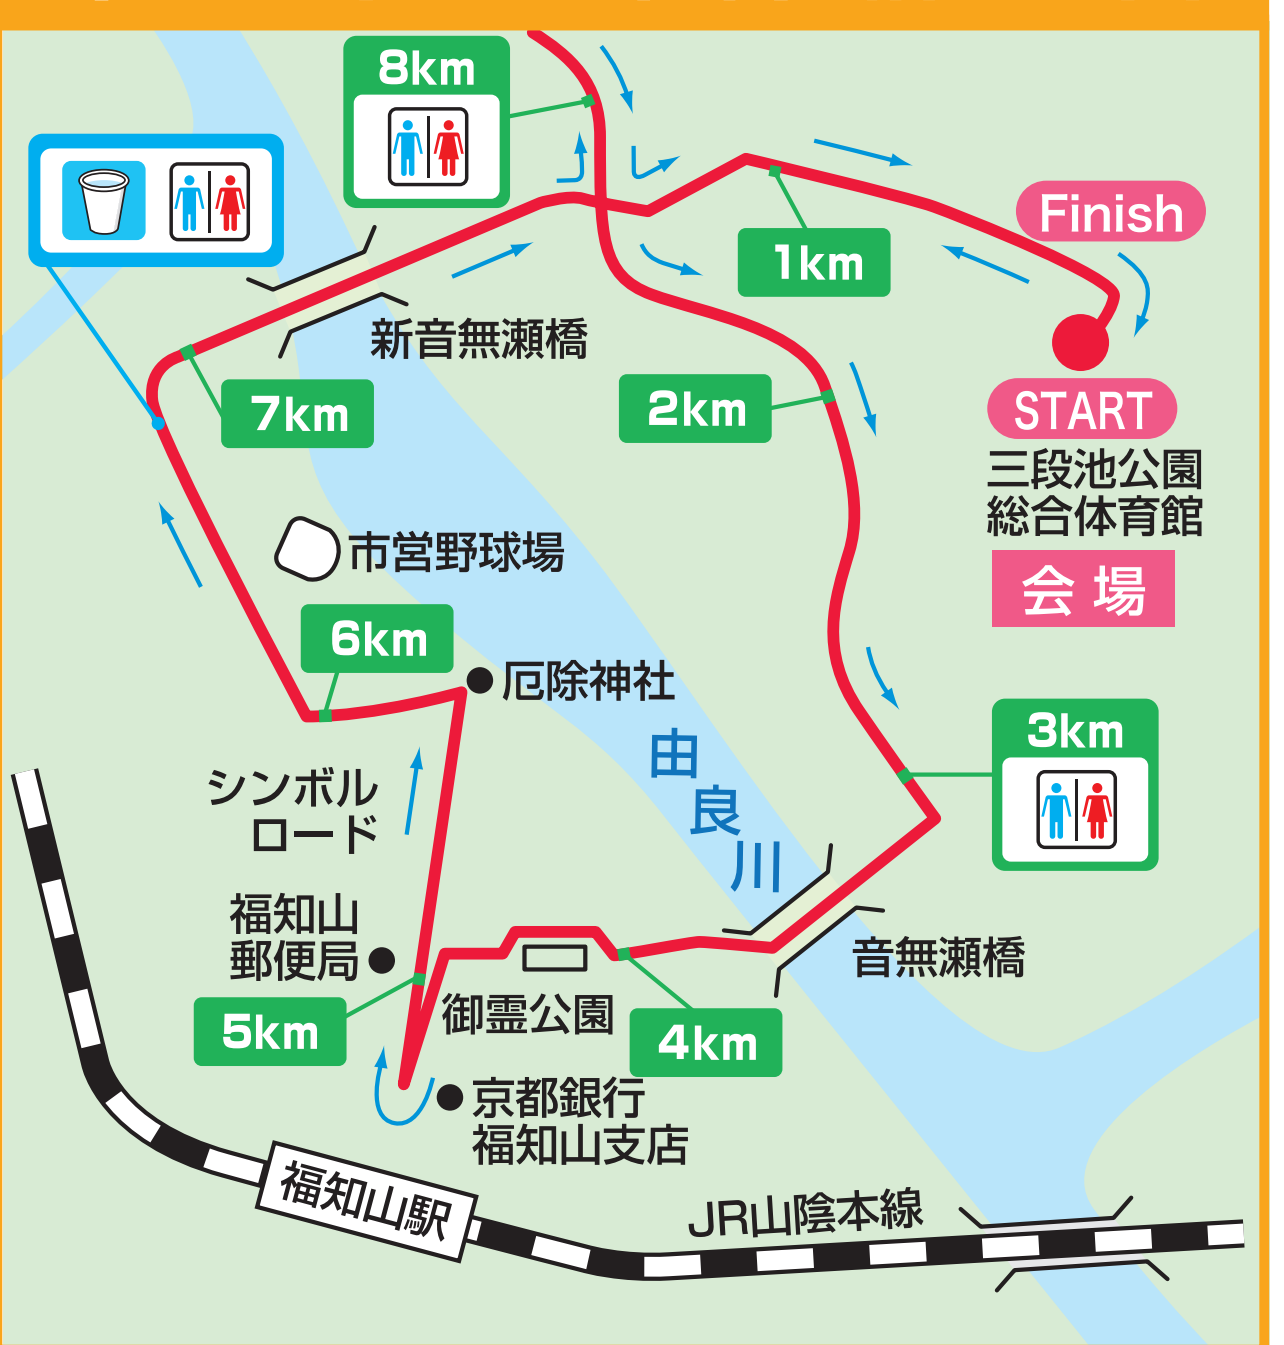 8km
Finish
1km
新音無瀬橋
7km
2km
START
三段池公園
総合体育館
会場
市営野球場
6km
厄除神社
由良川
3km
シンボル
ロード
福知山
郵便局
音無瀬橋
5km
御霊公園
4km
京都銀行
福知山支店
福知山駅
JR山陰本線